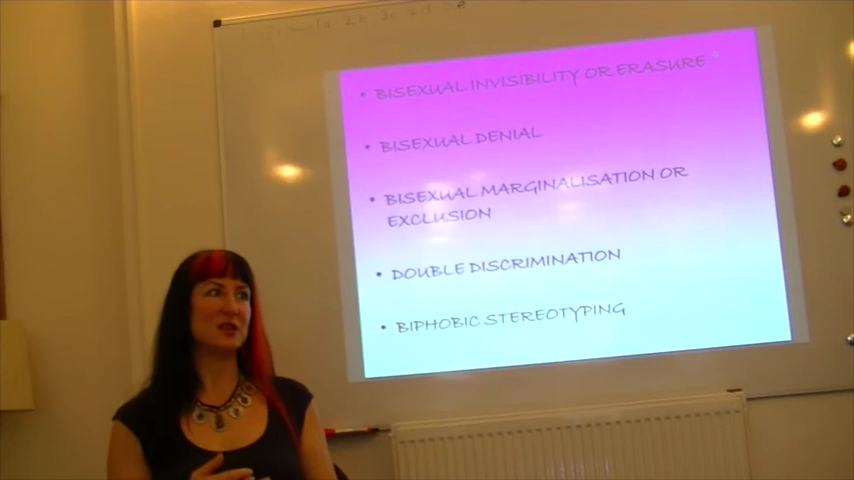 • BISEXUAL INVISIBILITY OR ERASURE
• BISEXUAL DENIAL
• BISEXUAL MARGINALISATION OR
EXCLUSION
• DOUBLE DISCRIMINATION
• BIPHOBIC STEREOTYPING